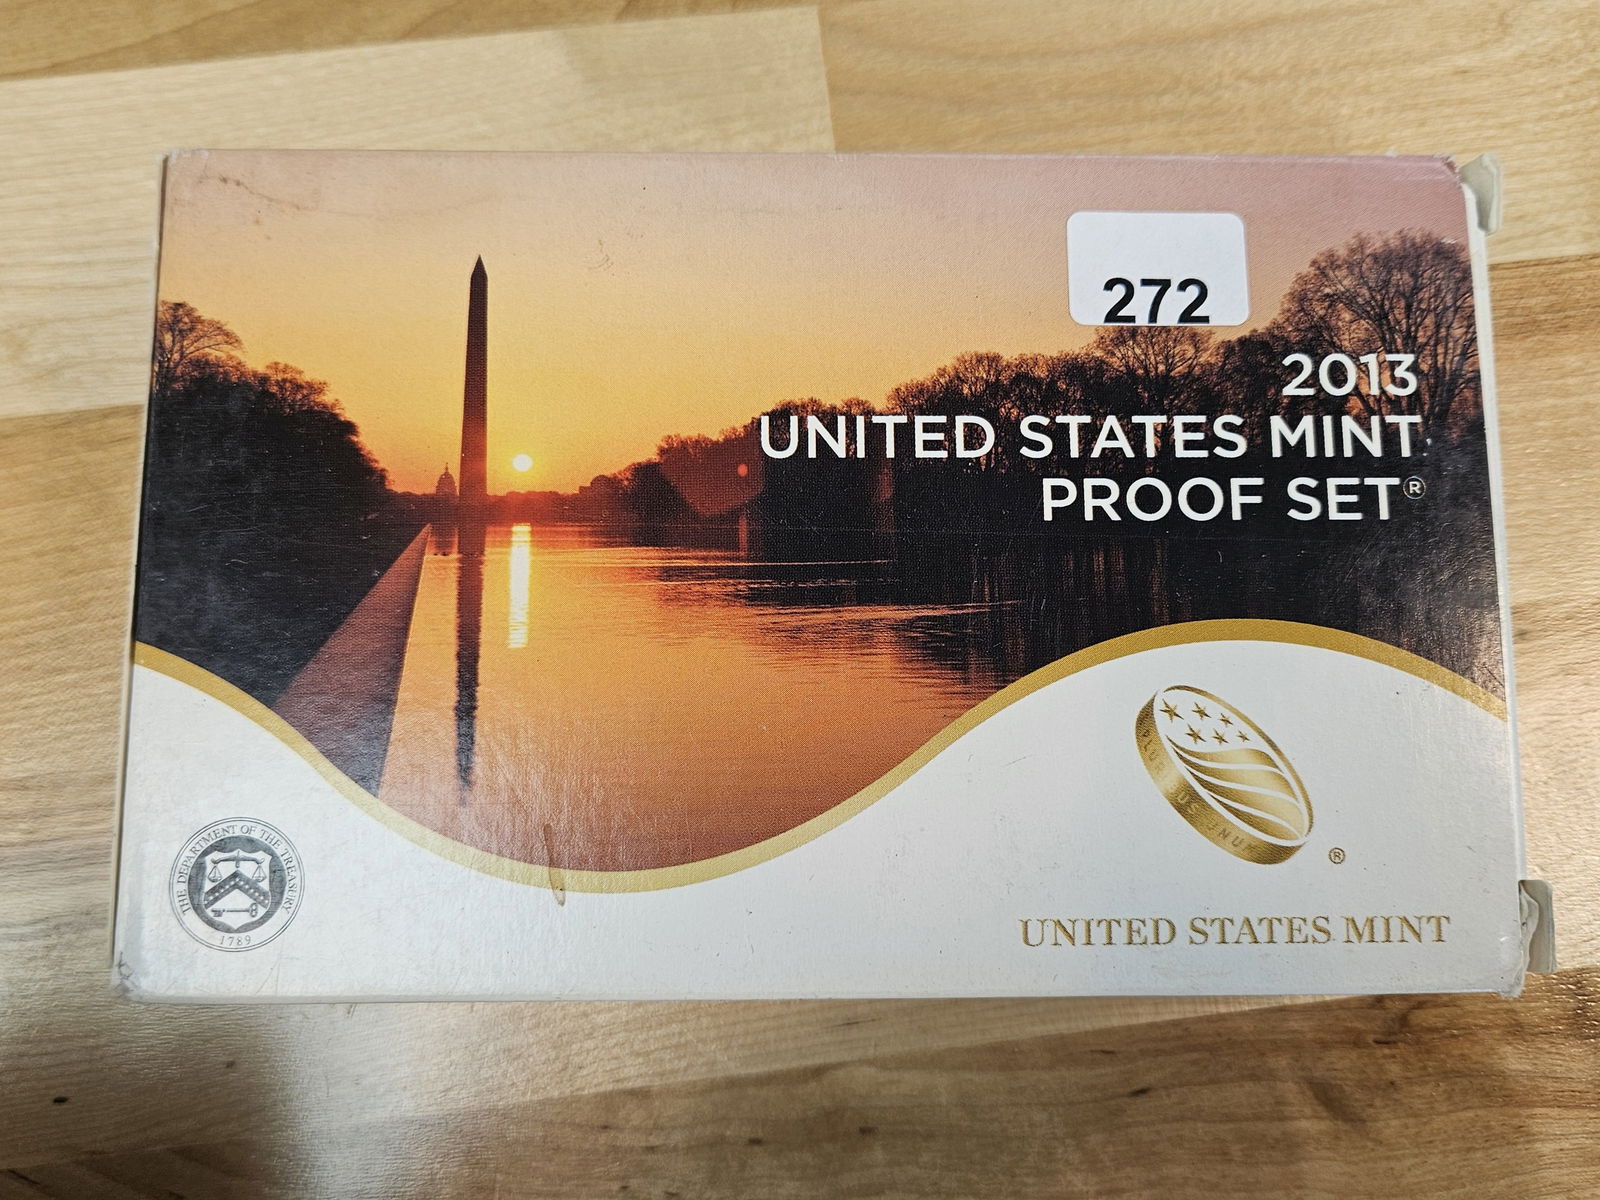 272
2013
UNITED STATES MINT
PROOF SET®
THE DEPARTMENT OF THE TREASURY
1789
®
UNITED STATES MINT